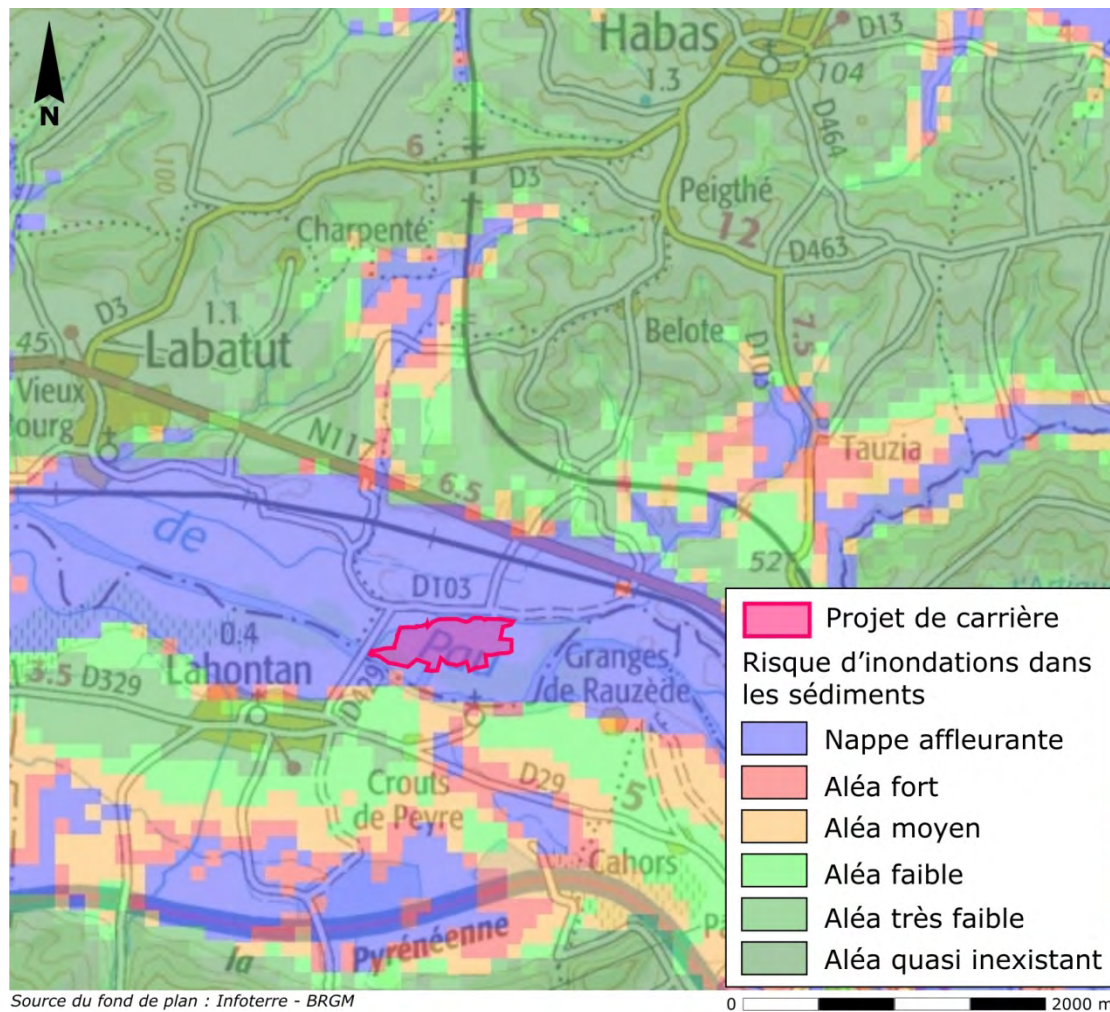 N
Habas
D13
1.3
104
D464
100
6
D3
Peigthé
Charpenté
12
D463
D3
1.1
7.5
Belote
45
Labatut
Vieux
Bourg
N117
Tauzia
6.5
de
52
D103
0.4
Pau
Granges
de Rauzède
3.5 D329
Lahontan
D429
Crouts
de Peyre
D29
5
Cahors
la
Pyrénéenne
Projet de carrière
Risque d’inondations dans
les sédiments
Nappe affleurante
Aléa fort
Aléa moyen
Aléa faible
Aléa très faible
Aléa quasi inexistant
Source du fond de plan : Infoterre - BRGM
0 2000 m